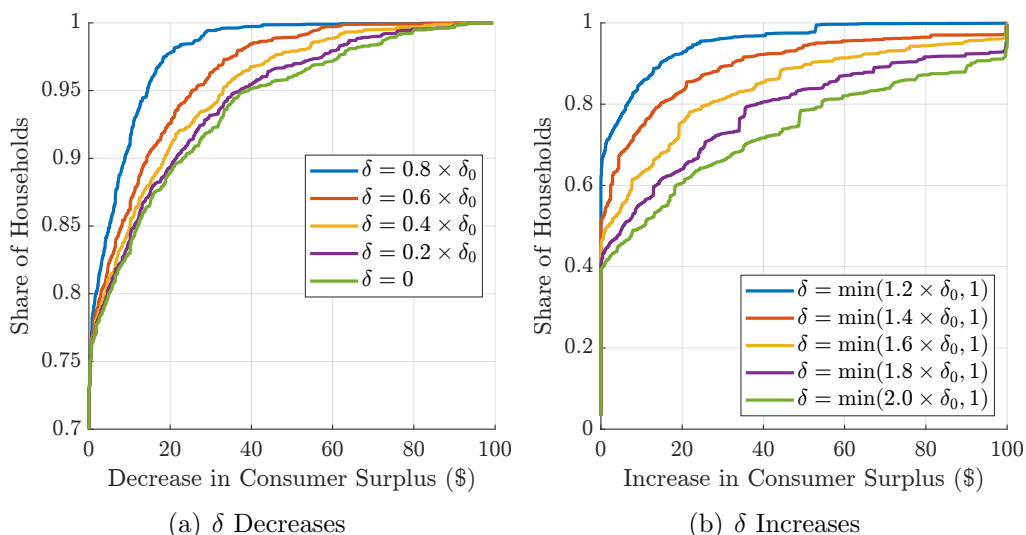 1
0.95
0.9
0.85
0.8
0.75
0.7
Share of Households
0 20 40 60 80 100
Decrease in Consumer Surplus ($)
δ = 0.8 × δ₀
δ = 0.6 × δ₀
δ = 0.4 × δ₀
δ = 0.2 × δ₀
δ = 0
(a) δ Decreases
1
0.8
0.6
0.4
0.2
0
Share of Households
0 20 40 60 80 100
Increase in Consumer Surplus ($)
δ = min(1.2 × δ₀, 1)
δ = min(1.4 × δ₀, 1)
δ = min(1.6 × δ₀, 1)
δ = min(1.8 × δ₀, 1)
δ = min(2.0 × δ₀, 1)
(b) δ Increases